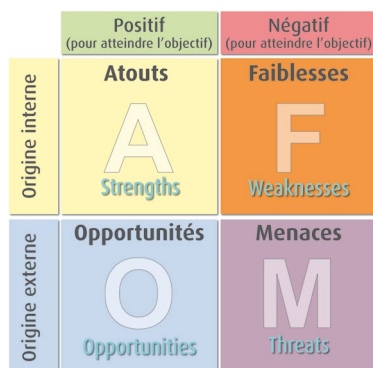 Positif
(pour atteindre l'objectif)
Négatif
(pour atteindre l'objectif)
Origine interne
Atouts
A
Strengths
Faiblesses
F
Weaknesses
Origine externe
Opportunités
O
Opportunities
Menaces
M
Threats